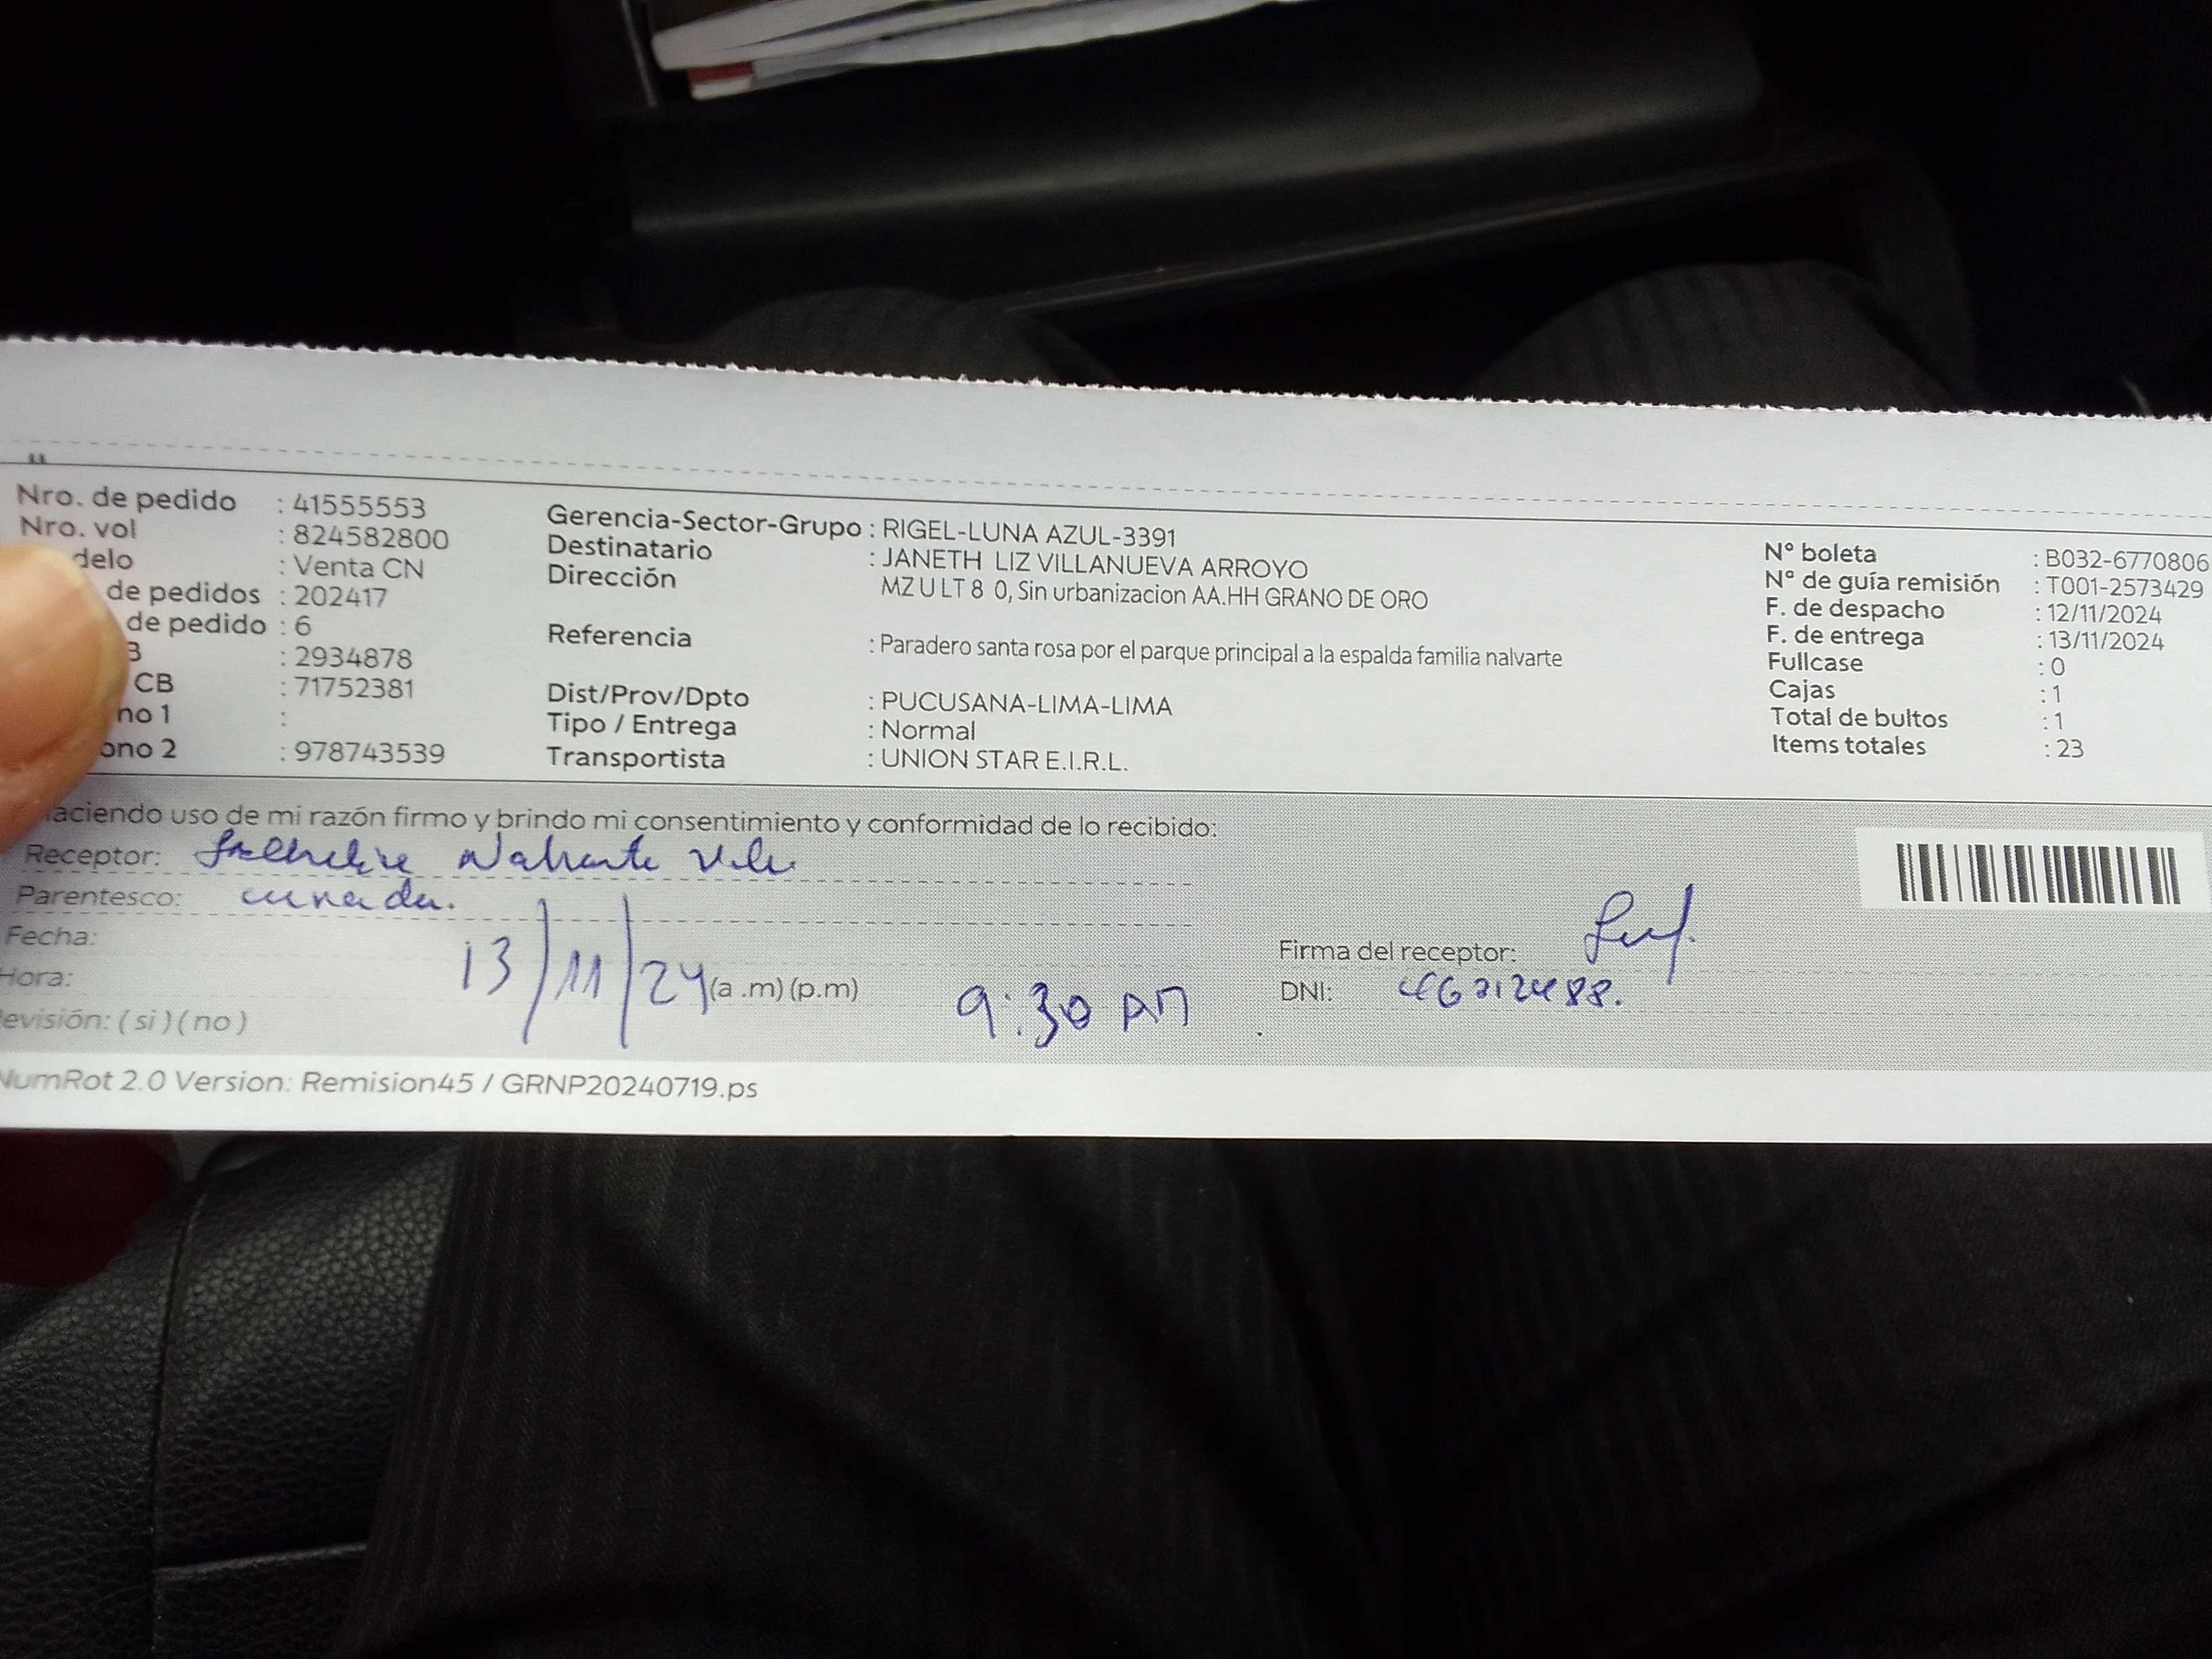 Nro. de pedido : 41555553
Nro. vol : 824582800
delo : Venta CN
de pedidos : 202417
de pedido : 6
B : 2934878
CB : 71752381
no 1 :
ono 2 : 978743539
Gerencia-Sector-Grupo : RIGEL-LUNA AZUL-3391
Destinatario : JANETH LIZ VILLANUEVA ARROYO
Dirección MZ U LT 8 0, Sin urbanizacion AA.HH GRANO DE ORO
Referencia : Paradero santa rosa por el parque principal a la espalda familia nalvarte
Dist/Prov/Dpto : PUCUSANA-LIMA-LIMA
Tipo / Entrega : Normal
Transportista : UNION STAR E.I.R.L.
Nº boleta : B032-6770806
Nº de guía remisión : T001-2573429
F. de despacho : 12/11/2024
F. de entrega : 13/11/2024
Fullcase : 0
Cajas : 1
Total de bultos : 1
Items totales : 23
aciendo uso de mi razón firmo y brindo mi consentimiento y conformidad de lo recibido:
Receptor:
Parentesco: cunada.
Fecha: 13/11/24
Hora: (a .m) (p.m) 9:30 AM
evisión: ( si ) ( no )
Firma del receptor:
DNI:
NumRot 2.0 Version: Remision45 / GRNP20240719.ps